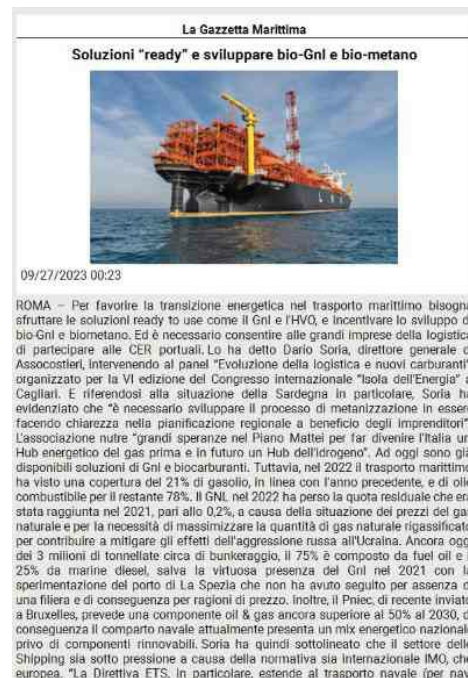 La Gazzetta Marittima
Soluzioni “ready” e sviluppare bio-Gnl e bio-metano
09/27/2023 00:23
ROMA – Per favorire la transizione energetica nel trasporto marittimo bisogna
sfruttare le soluzioni ready to use come il Gnl e l'HVO, e incentivare lo sviluppo d
bio-Gnl e biometano. Ed è necessario consentire alle grandi imprese della logistica
di partecipare alle CER portuali. Lo ha detto Dario Soria, direttore generale d
Assocostieri, intervenendo al panel “Evoluzione della logistica e nuovi carburanti”
organizzato per la VI edizione del Congresso internazionale “Isola dell'Energia” a
Cagliari. E riferendosi alla situazione della Sardegna in particolare, Soria ha
evidenziato che “è necessario sviluppare il processo di metanizzazione in essere
facendo chiarezza nella pianificazione regionale a beneficio degli imprenditori”
L'associazione nutre “grandi speranze nel Piano Mattei per far divenire l'Italia un
Hub energetico del gas prima e in futuro un Hub dell'idrogeno”. Ad oggi sono già
disponibili soluzioni di Gnl e biocarburanti. Tuttavia, nel 2022 il trasporto marittimo
ha visto una copertura del 21% di gasolio, in linea con l'anno precedente, e di olio
combustibile per il restante 78%. Il GNL nel 2022 ha perso la quota residuale che era
stata raggiunta nel 2021, pari allo 0,2%, a causa della situazione dei prezzi del gas
naturale e per la necessità di massimizzare la quantità di gas naturale rigassificato
per contribuire a mitigare gli effetti dell'aggressione russa all'Ucraina. Ancora oggi
dei 3 milioni di tonnellate circa di bunkeraggio, il 75% è composto da fuel oil e i
25% da marine diesel, salva la virtuosa presenza del Gnl nel 2021 con la
sperimentazione del porto di La Spezia che non ha avuto seguito per assenza d
una filiera e di conseguenza per ragioni di prezzo. Inoltre, il Pniec, di recente inviato
a Bruxelles, prevede una componente oil & gas ancora superiore al 50% al 2030, d
conseguenza il comparto navale attualmente presenta un mix energetico nazionale
privo di componenti rinnovabili. Soria ha quindi sottolineato che il settore dello
Shipping sia sotto pressione a causa della normativa sia internazionale IMO, che
europea. “La Direttiva ETS, in particolare, estende al trasporto navale (per nav